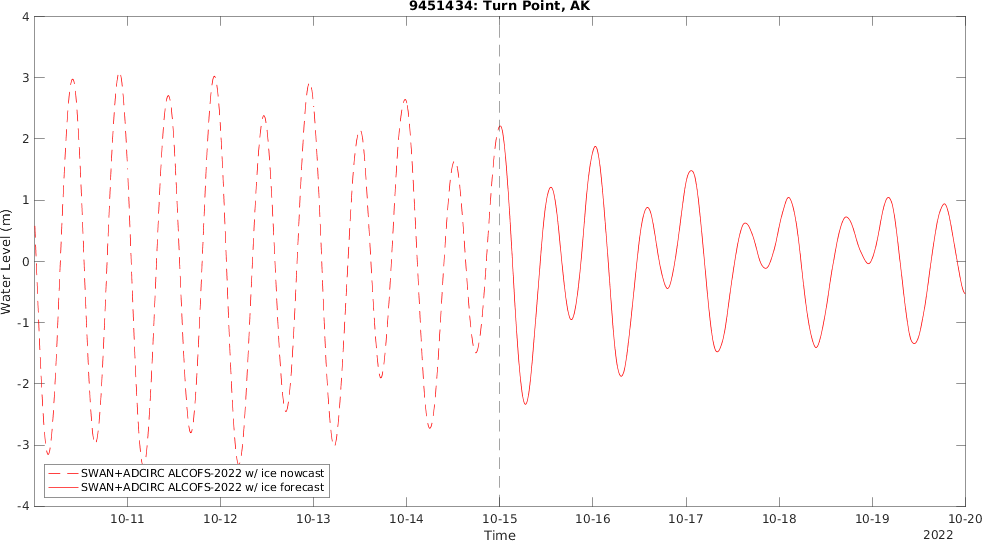 9451434: Turn Point, AK
4
3
2
1
0
-1
-2
-3
-4
Water Level (m)
SWAN+ADCIRC ALCOFS-2022 w/ ice nowcast
SWAN+ADCIRC ALCOFS-2022 w/ ice forecast
10-11 10-12 10-13 10-14 10-15 10-16 10-17 10-18 10-19 10-20
Time
2022